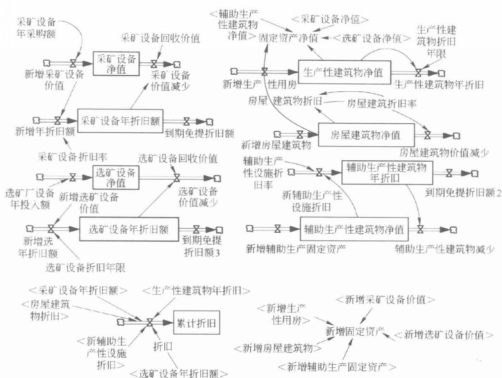 采矿设备
年采购额
采矿设备
净值
采矿设备回收价值
新增采矿设备
价值
采矿设备
价值减少
采矿设备年折旧额
新增年折旧额
到期免提折旧额
采矿设备折旧率
选矿设备回收价值
选矿厂设备
年投入额
选矿设备
净值
选矿设备
价值减少
新增选矿设备
价值
选矿设备年折旧额
新增选
年折旧额
到期免提
折旧额3
选矿设备折旧年限
<辅助生产
性建筑物
净值>
<采矿设备净值>
固定资产净值
<选矿设备净值>
生产性建
筑物折旧
年限
生产性建筑物净值
新增生产性用房
生产性建筑物年折旧
房屋建筑物折旧
房屋建筑折旧率
房屋建筑物净值
新增房屋建筑物
房屋建筑物价值减少
辅助生产
性设施折
旧率
辅助生产性建筑物
年折旧
到期免提折旧额2
新辅助生产
性设施折旧
辅助生产性建筑物净值
新增辅助生产固定资产
辅助生产性建筑物减少
<采矿设备年折旧额>
<生产性建筑物年折旧>
<房屋建筑
物折旧>
累计折旧
折旧
<新辅助生
产性设施
折旧>
<选矿设备年折旧额>
<新增采矿设备价值>
<新增生产
性用房>
新增固定资产
<新增选矿设备价值>
<新增房屋建筑物>
<新增辅助生产固定资产>